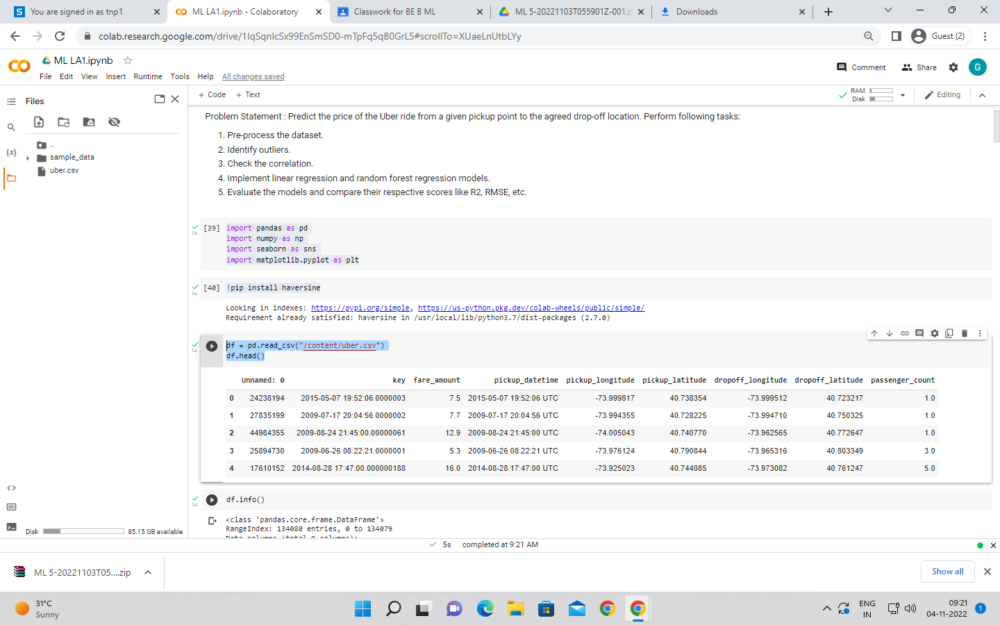 You are signed in as tnp1
ML LA1.ipynb - Colaboratory
Classwork for BE B ML
ML 5-20221103T055901Z-001.z
Downloads
colab.research.google.com/drive/1IqSqnIcSx99EnSmSD0-mTpFq5qB0GrL5#scrollTo=XUaeLnUtbLYy
Guest (2)
ML LA1.ipynb
Comment
Share
G
File Edit View Insert Runtime Tools Help All changes saved
Files
+ Code + Text
RAM
Disk
Editing
{x}
..
sample_data
uber.csv
Problem Statement : Predict the price of the Uber ride from a given pickup point to the agreed drop-off location. Perform following tasks:
1. Pre-process the dataset.
2. Identify outliers.
3. Check the correlation.
4. Implement linear regression and random forest regression models.
5. Evaluate the models and compare their respective scores like R2, RMSE, etc.
0s
[39] import pandas as pd
import numpy as np
import seaborn as sns
import matplotlib.pyplot as plt
5s
[40] !pip install haversine
Looking in indexes: https://pypi.org/simple, https://us-python.pkg.dev/colab-wheels/public/simple/
Requirement already satisfied: haversine in /usr/local/lib/python3.7/dist-packages (2.7.0)
0s
df = pd.read_csv("/content/uber.csv")
df.head()
Unnamed: 0 key fare_amount pickup_datetime pickup_longitude pickup_latitude dropoff_longitude dropoff_latitude passenger_count
0 24238194 2015-05-07 19:52:06.0000003 7.5 2015-05-07 19:52:06 UTC -73.999817 40.738354 -73.999512 40.723217 1.0
1 27835199 2009-07-17 20:04:56.0000002 7.7 2009-07-17 20:04:56 UTC -73.994355 40.728225 -73.994710 40.750325 1.0
2 44984355 2009-08-24 21:45:00.00000061 12.9 2009-08-24 21:45:00 UTC -74.005043 40.740770 -73.962565 40.772647 1.0
3 25894730 2009-06-26 08:22:21.0000001 5.3 2009-06-26 08:22:21 UTC -73.976124 40.790844 -73.965316 40.803349 3.0
4 17610152 2014-08-28 17:47:00.000000188 16.0 2014-08-28 17:47:00 UTC -73.925023 40.744085 -73.973082 40.761247 5.0
0s
df.info()
<class 'pandas.core.frame.DataFrame'>
RangeIndex: 134080 entries, 0 to 134079
Data columns (total 9 columns):
Disk 85.15 GB available
5s completed at 9:21 AM
ML 5-20221103T05....zip
Show all
31°C
Sunny
ENG
IN
09:21
04-11-2022
1